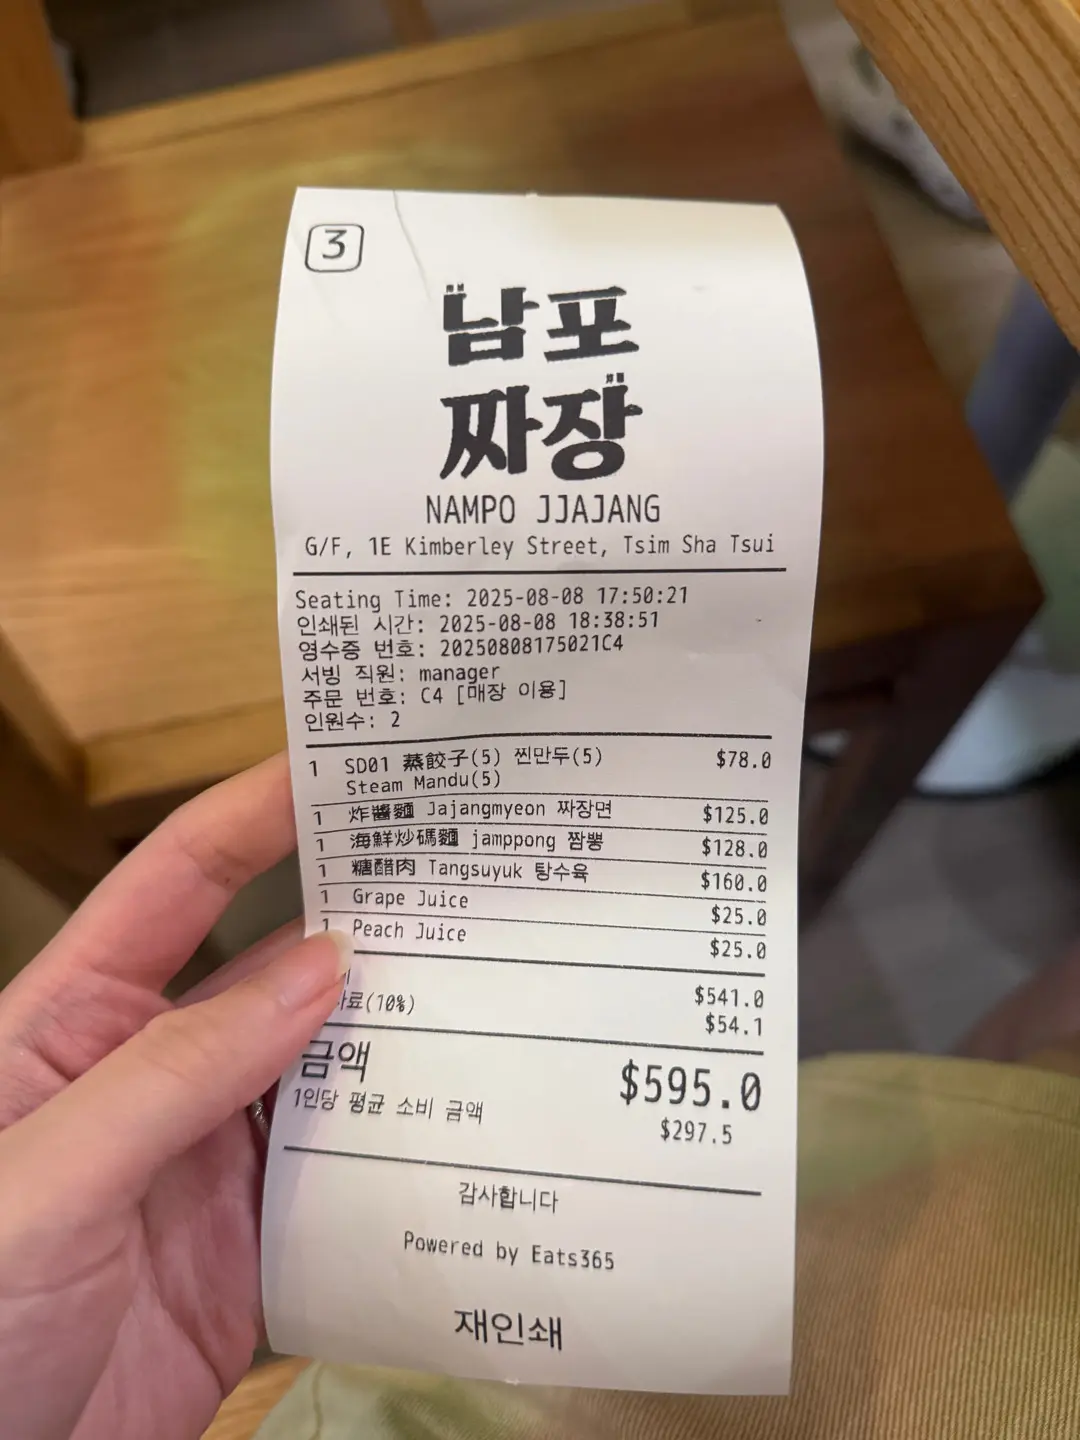 3
남포
짜장
NAMPO JJAJANG
G/F, 1E Kimberley Street, Tsim Sha Tsui
Seating Time: 2025-08-08 17:50:21
인쇄된 시간: 2025-08-08 18:38:51
영수증 번호: 20250808175021C4
서빙 직원: manager
주문 번호: C4 [매장 이용]
인원수: 2
1 SD01 蒸餃子(5) 찐만두(5) $78.0
Steam Mandu(5)
1 炸醬麵 Jajangmyeon 짜장면 $125.0
1 海鮮炒碼麵 jamppong 짬뽕 $128.0
1 糖醋肉 Tangsuyuk 탕수육 $160.0
1 Grape Juice $25.0
1 Peach Juice $25.0
$541.0
료(10%) $54.1
금액 $595.0
1인당 평균 소비 금액 $297.5
감사합니다
Powered by Eats365
재인쇄